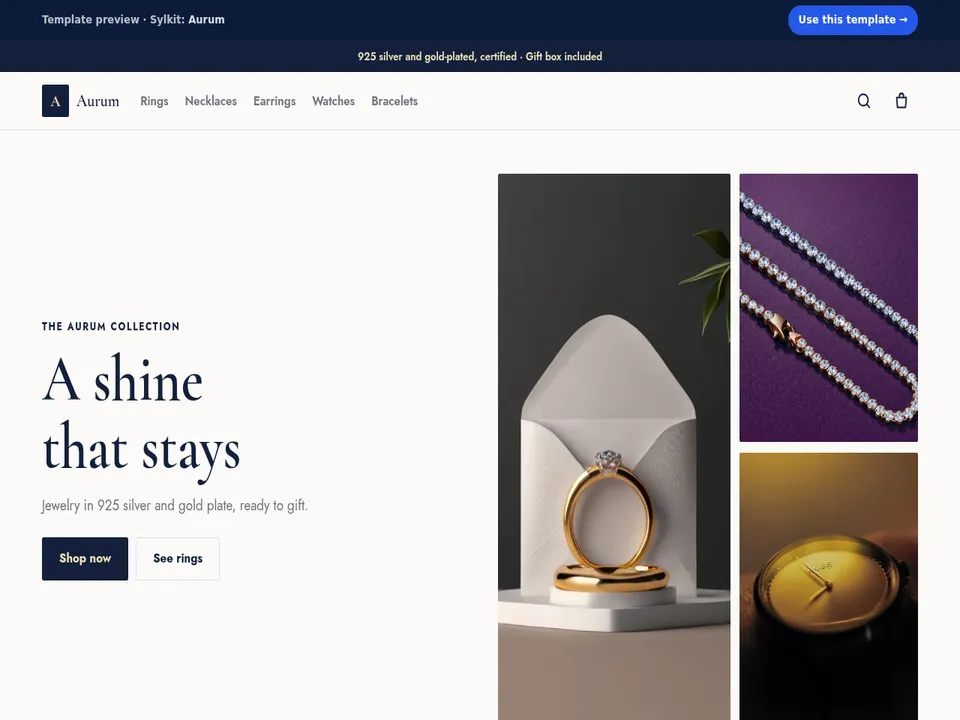 Template preview · Sylkit: Aurum
Use this template →
925 silver and gold-plated, certified · Gift box included
A
Aurum
Rings
Necklaces
Earrings
Watches
Bracelets
THE AURUM COLLECTION
A shine
that stays
Jewelry in 925 silver and gold plate, ready to gift.
Shop now
See rings